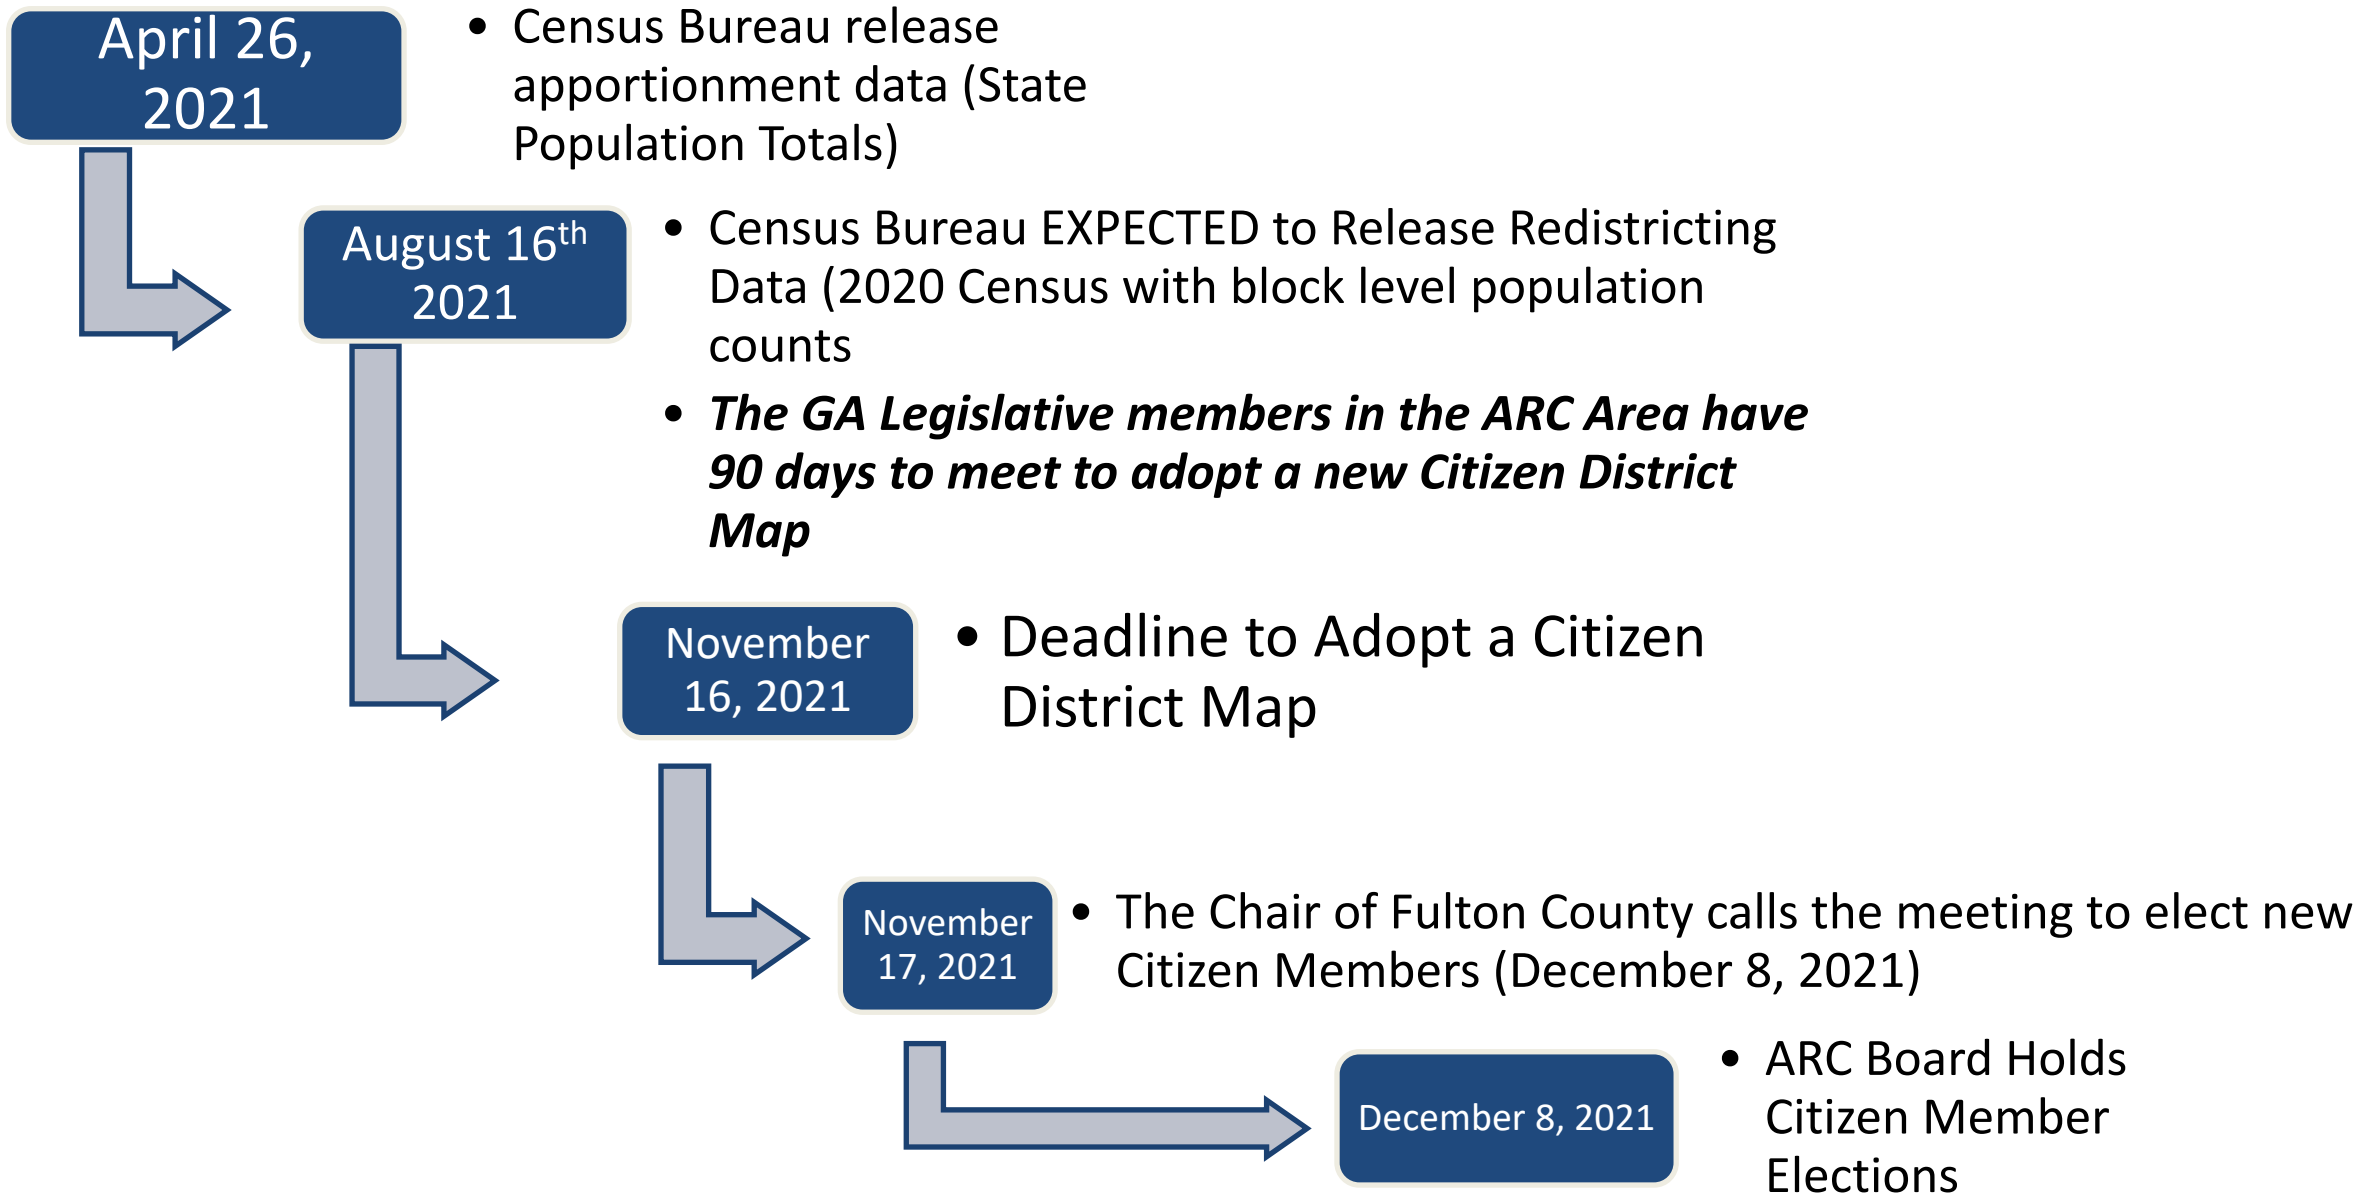 April 26,
2021
• Census Bureau release
apportionment data (State
Population Totals)
August 16th
2021
• Census Bureau EXPECTED to Release Redistricting
Data (2020 Census with block level population
counts
• The GA Legislative members in the ARC Area have
90 days to meet to adopt a new Citizen District
Map
November
16, 2021
• Deadline to Adopt a Citizen
District Map
November
17, 2021
• The Chair of Fulton County calls the meeting to elect new
Citizen Members (December 8, 2021)
December 8, 2021
• ARC Board Holds
Citizen Member
Elections